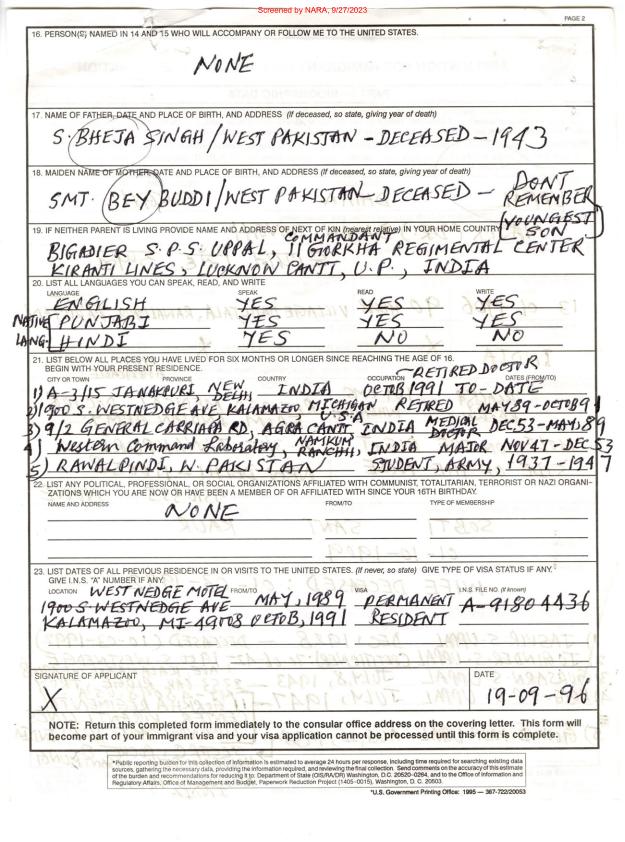 Screened by NARA, 9/27/2023
PAGE 2
16. PERSON(S) NAMED IN 14 AND 15 WHO WILL ACCOMPANY OR FOLLOW ME TO THE UNITED STATES.
NONE
17. NAME OF FATHER, DATE AND PLACE OF BIRTH, AND ADDRESS (If deceased, so state, giving year of death)
S. BHEJA SINGH / WEST PAKISTAN - DECEASED - 1943
18. MAIDEN NAME OF MOTHER, DATE AND PLACE OF BIRTH, AND ADDRESS (If deceased, so state, giving year of death)
SMT. BEY BUDDI / WEST PAKISTAN DECEASED - DON'T REMEMBER
19. IF NEITHER PARENT IS LIVING PROVIDE NAME AND ADDRESS OF NEXT OF KIN (nearest relative) IN YOUR HOME COUNTRY
YOUNGEST SON
BIGADIER S.P.S. UPPAL, COMMANDANT 11 GORKHA REGIMENTAL CENTER
KIRANTI LINES, LUCKNOW CANTT, U.P., INDIA
20. LIST ALL LANGUAGES YOU CAN SPEAK, READ, AND WRITE
LANGUAGE SPEAK READ WRITE
ENGLISH YES YES YES
NATIVE PUNJABI YES YES YES
LANG. HINDI YES NO NO
21. LIST BELOW ALL PLACES YOU HAVE LIVED FOR SIX MONTHS OR LONGER SINCE REACHING THE AGE OF 16.
BEGIN WITH YOUR PRESENT RESIDENCE.
RETIRED DOCTOR
CITY OR TOWN PROVINCE COUNTRY OCCUPATION DATES (FROM/TO)
1) A-3/15 JANAKPURI, NEW DELHI INDIA OCTOB 1991 TO-DATE
2) 1900 S. WESTNEDGE AVE, KALAMAZOO, MICHIGAN U.S.A RETIRED MAY 89-OCTOB 91
3) 9/2 GENERAL CARRIAPA RD, AGRA CANTT, INDIA MEDICAL DOCTOR DEC 53-MAY, 89
4) Western Command Laboratory, NAMKUM RANCHI, INDIA MAJOR NOV 47-DEC 53
5) RAWALPINDI, W. PAKISTAN STUDENT, ARMY, 1937-1947
22. LIST ANY POLITICAL, PROFESSIONAL, OR SOCIAL ORGANIZATIONS AFFILIATED WITH COMMUNIST, TOTALITARIAN, TERRORIST OR NAZI ORGANI-
ZATIONS WHICH YOU ARE NOW OR HAVE BEEN A MEMBER OF OR AFFILIATED WITH SINCE YOUR 16TH BIRTHDAY.
NAME AND ADDRESS FROM/TO TYPE OF MEMBERSHIP
NONE
23. LIST DATES OF ALL PREVIOUS RESIDENCE IN OR VISITS TO THE UNITED STATES. (If never, so state) GIVE TYPE OF VISA STATUS IF ANY.
GIVE I.N.S. "A" NUMBER IF ANY.
LOCATION FROM/TO VISA I.N.S. FILE NO. (If known)
WEST NEDGE MOTEL
1900 S-WESTNEDGE AVE MAY, 1989 PERMANENT A-91804436
KALAMAZOO, MI-49008 OCTOB, 1991 RESIDENT
SIGNATURE OF APPLICANT DATE
X 19-09-96
NOTE: Return this completed form immediately to the consular office address on the covering letter. This form will
become part of your immigrant visa and your visa application cannot be processed until this form is complete.
*Public reporting burden for this collection of information is estimated to average 24 hours per response, including time required for searching existing data
sources, gathering the necessary data, providing the information required, and reviewing the final collection. Send comments on the accuracy of this estimate
of the burden and recommendations for reducing it to: Department of State (OIS/RA/DR) Washington, D.C. 20520-0264, and to the Office of Information and
Regulatory Affairs, Office of Management and Budget, Paperwork Reduction Project (1405-0015), Washington, D.C. 20503.
*U.S. Government Printing Office: 1995 — 387-722/20053